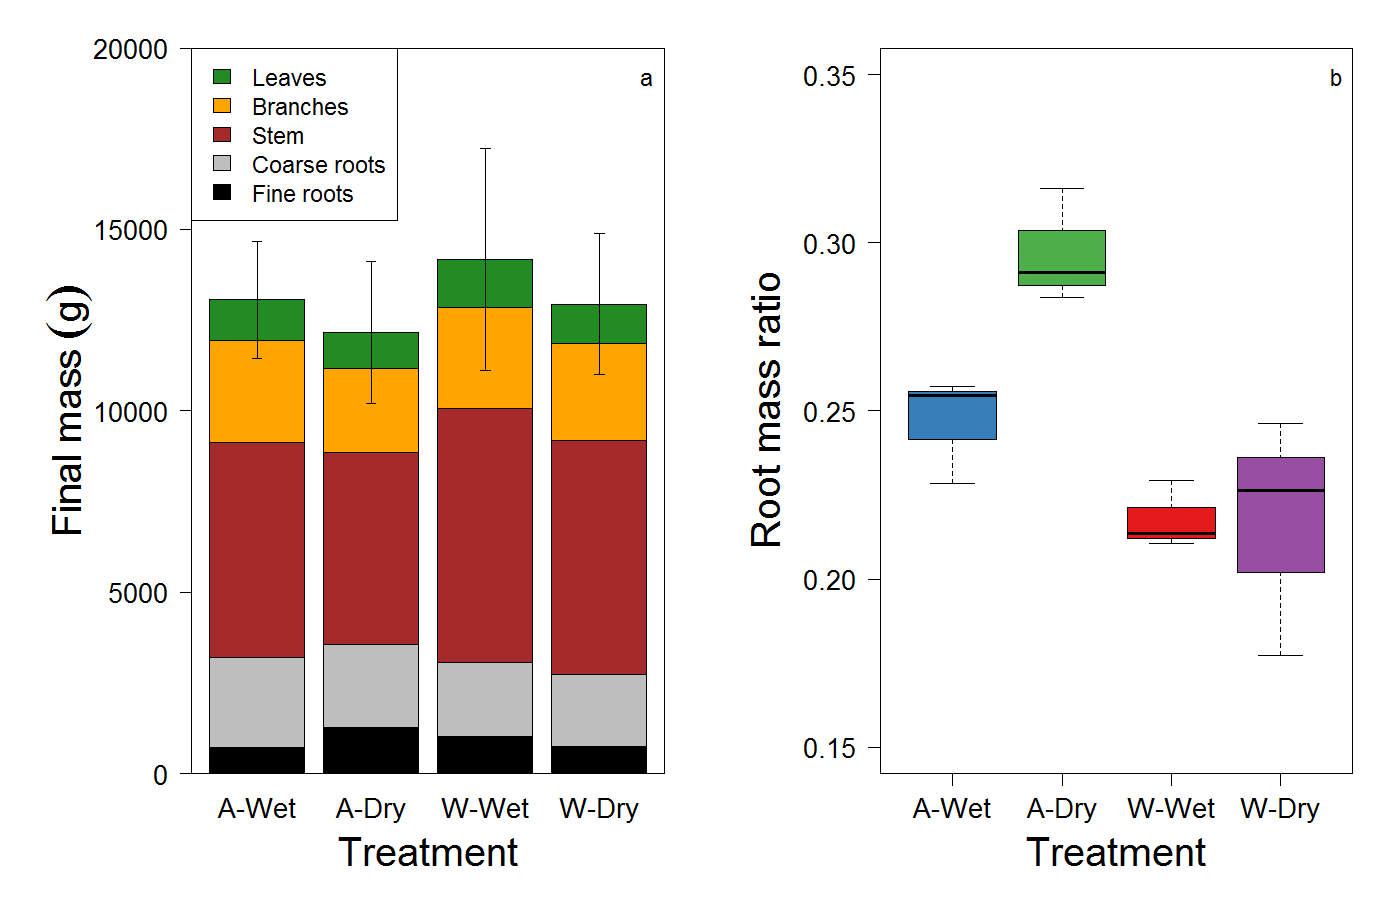 20000
15000
10000
5000
0
Final mass (g)
Leaves
Branches
Stem
Coarse roots
Fine roots
a
A-Wet A-Dry W-Wet W-Dry
Treatment
0.35
0.30
0.25
0.20
0.15
Root mass ratio
b
A-Wet A-Dry W-Wet W-Dry
Treatment